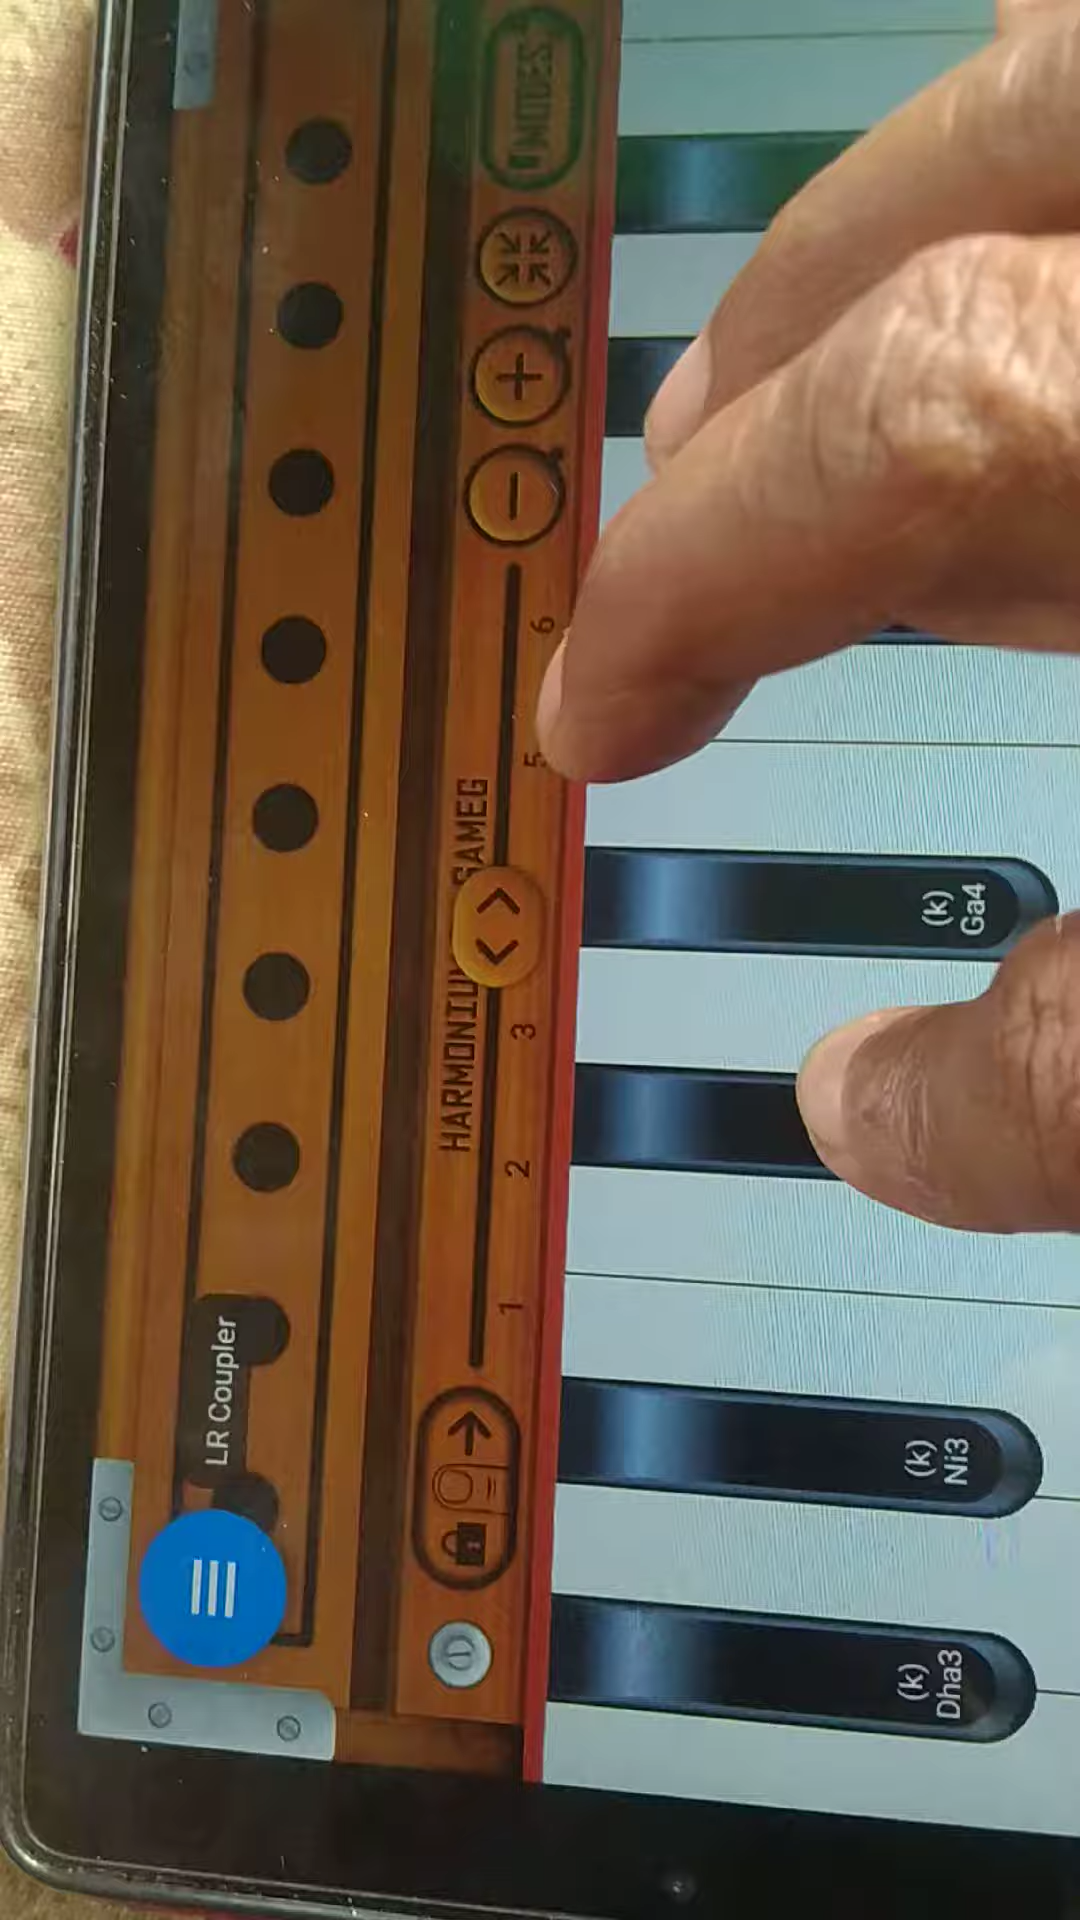 LR Coupler
MODES
HARMONIU GAMEG
1 2 3 5 6
(k)
Dha3
(k)
Ni3
(k)
Ga4